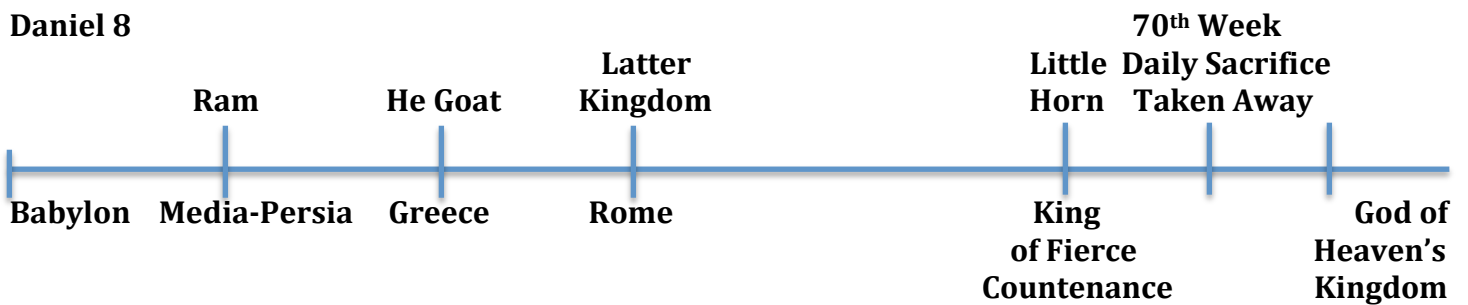 Daniel 8
70th Week
Latter
Little Daily Sacrifice
Ram
He Goat
Kingdom
Horn
Taken Away
Babylon
Media-Persia
Greece
Rome
King
of Fierce
Countenance
God of
Heaven’s
Kingdom